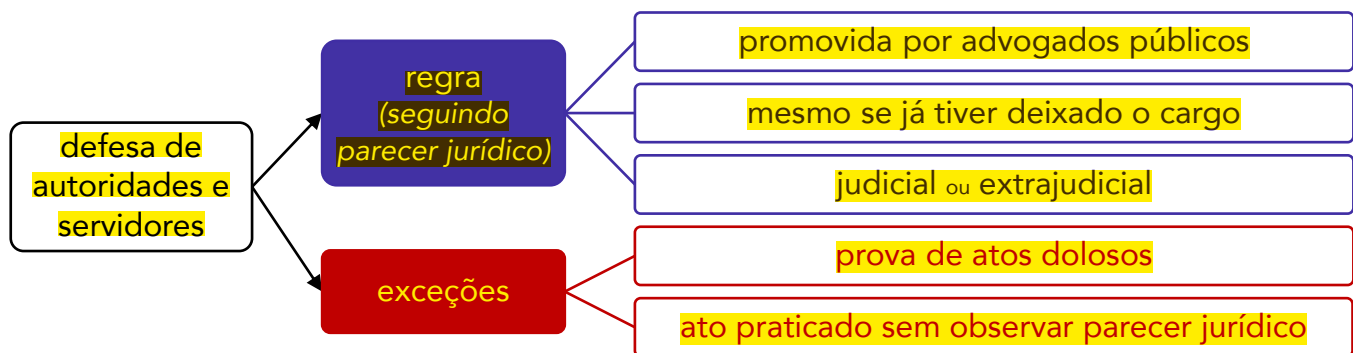 defesa de
autoridades e
servidores
regra
(seguindo
parecer jurídico)
promovida por advogados públicos
mesmo se já tiver deixado o cargo
judicial ou extrajudicial
exceções
prova de atos dolosos
ato praticado sem observar parecer jurídico